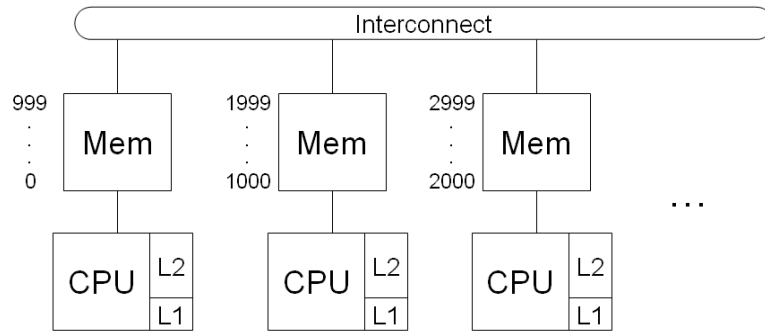 Interconnect
999
.
.
.
0
Mem
1999
.
.
.
1000
Mem
2999
.
.
.
2000
Mem
...
CPU
L2
L1
CPU
L2
L1
CPU
L2
L1